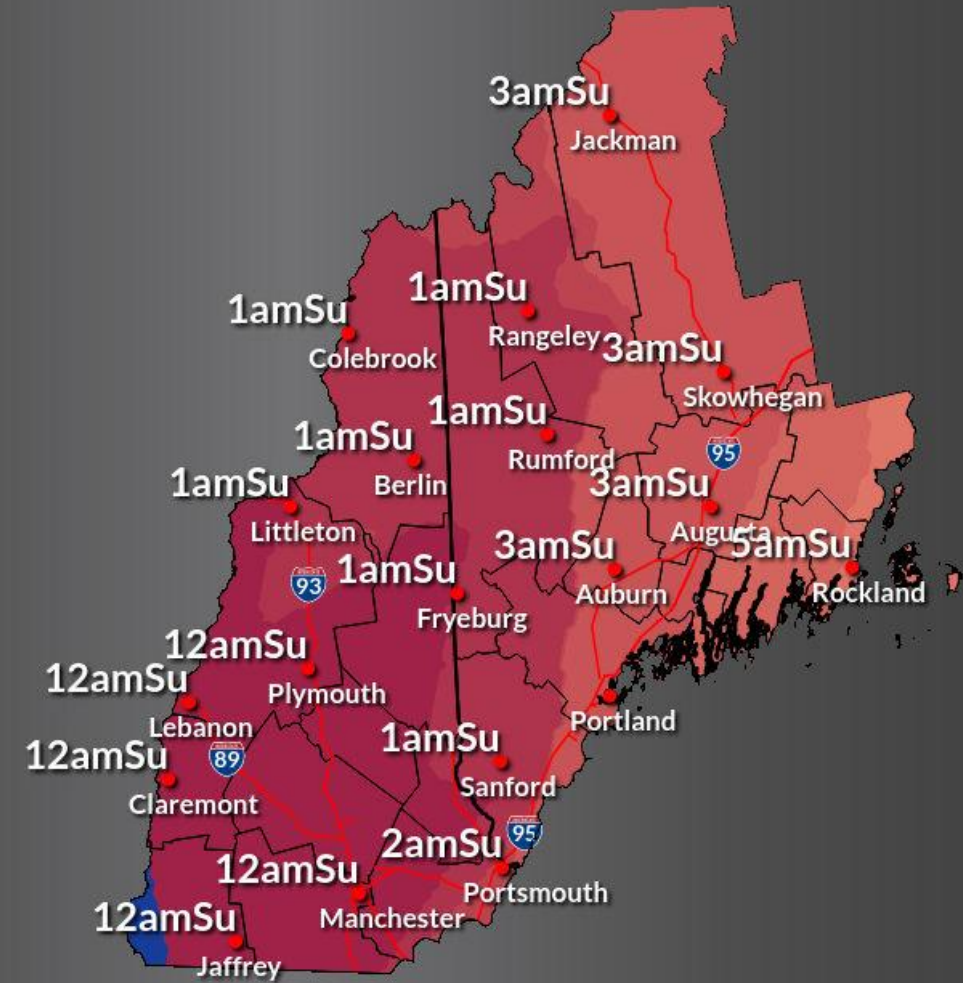 3amSu
Jackman
1amSu
Rangeley
1amSu
Colebrook
3amSu
Skowhegan
1amSu
Rumford
1amSu
Berlin
95
3amSu
Augusta
1amSu
Littleton
5amSu
Rockland
3amSu
Auburn
93
1amSu
Fryeburg
12amSu
Plymouth
12amSu
Lebanon
Portland
12amSu
Claremont
89
1amSu
Sanford
95
2amSu
Portsmouth
12amSu
Manchester
12amSu
Jaffrey